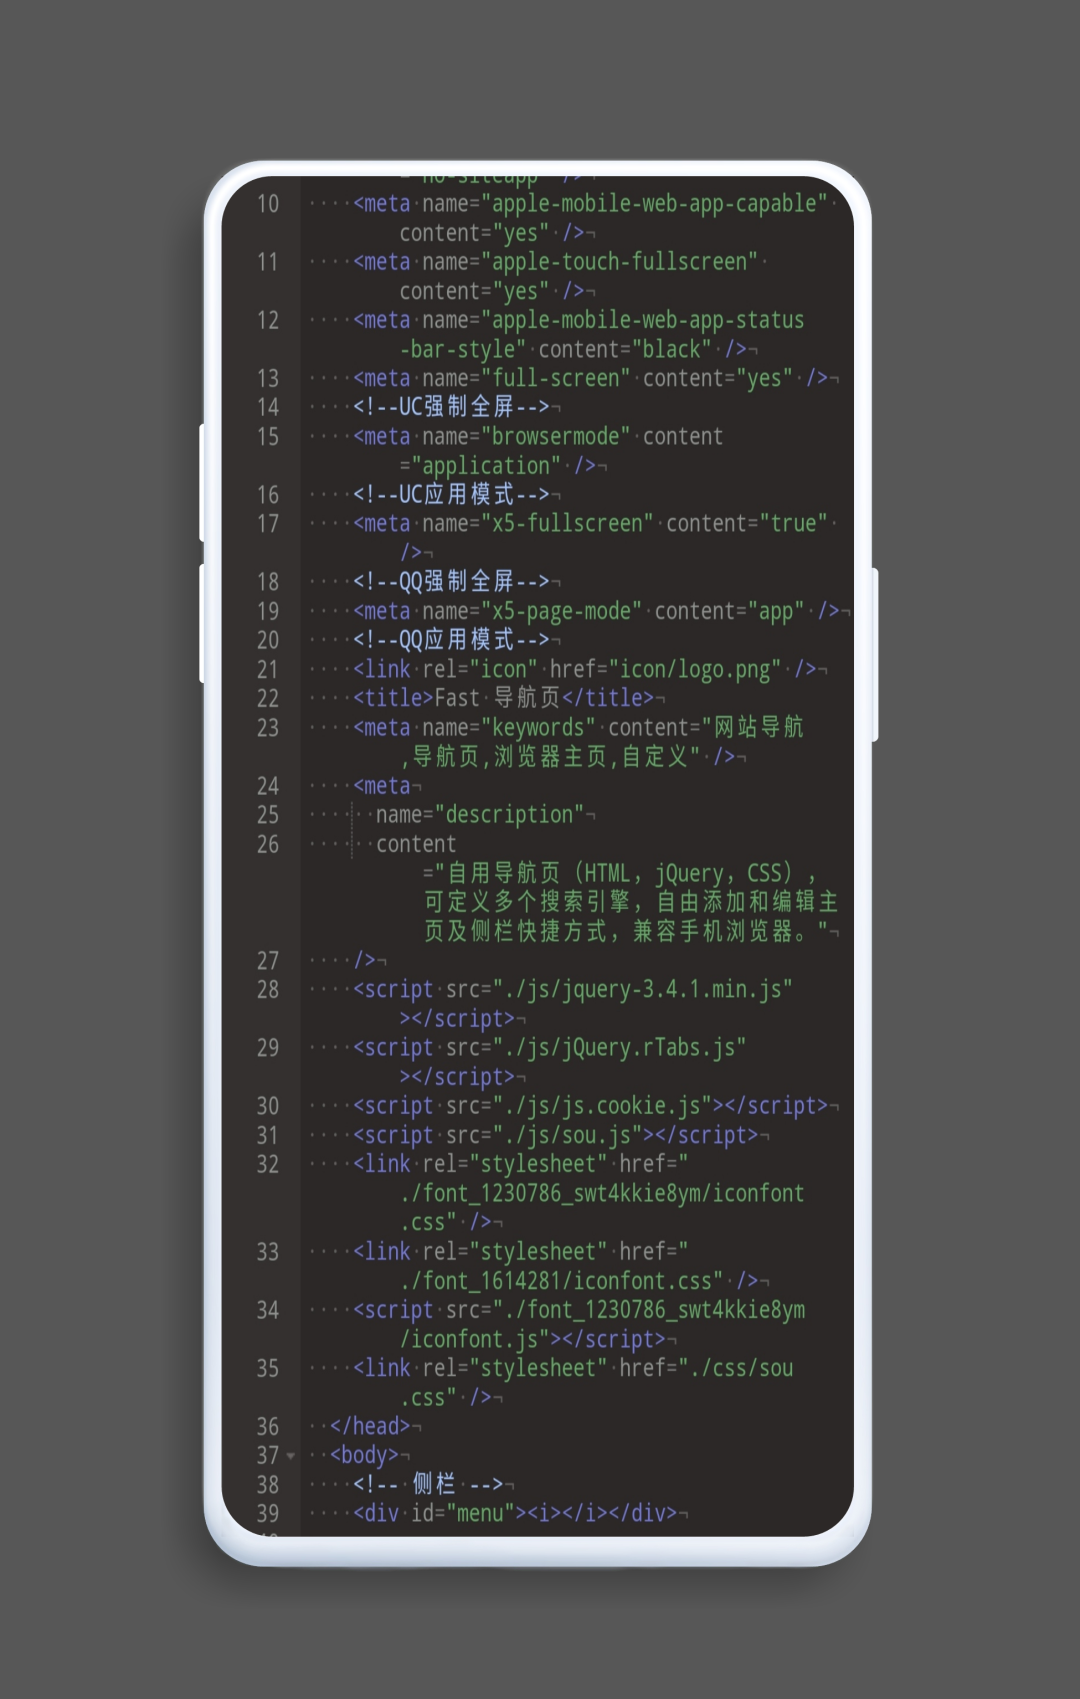 ="no-siteapp" />
10 <meta name="apple-mobile-web-app-capable"
content="yes" />
11 <meta name="apple-touch-fullscreen"
content="yes" />
12 <meta name="apple-mobile-web-app-status
-bar-style" content="black" />
13 <meta name="full-screen" content="yes" />
14 <!--UC强制全屏-->
15 <meta name="browsermode" content
="application" />
16 <!--UC应用模式-->
17 <meta name="x5-fullscreen" content="true"
/>
18 <!--QQ强制全屏-->
19 <meta name="x5-page-mode" content="app" />
20 <!--QQ应用模式-->
21 <link rel="icon" href="icon/logo.png" />
22 <title>Fast 导航页</title>
23 <meta name="keywords" content="网站导航
,导航页,浏览器主页,自定义" />
24 <meta
25 name="description"
26 content
="自用导航页（HTML，jQuery，CSS），
可定义多个搜索引擎，自由添加和编辑主
页及侧栏快捷方式，兼容手机浏览器。"
27 />
28 <script src="./js/jquery-3.4.1.min.js"
></script>
29 <script src="./js/jQuery.rTabs.js"
></script>
30 <script src="./js/js.cookie.js"></script>
31 <script src="./js/sou.js"></script>
32 <link rel="stylesheet" href="
./font_1230786_swt4kkie8ym/iconfont
.css" />
33 <link rel="stylesheet" href="
./font_1614281/iconfont.css" />
34 <script src="./font_1230786_swt4kkie8ym
/iconfont.js"></script>
35 <link rel="stylesheet" href="./css/sou
.css" />
36 </head>
37 <body>
38 <!-- 侧栏 -->
39 <div id="menu"><i></i></div>